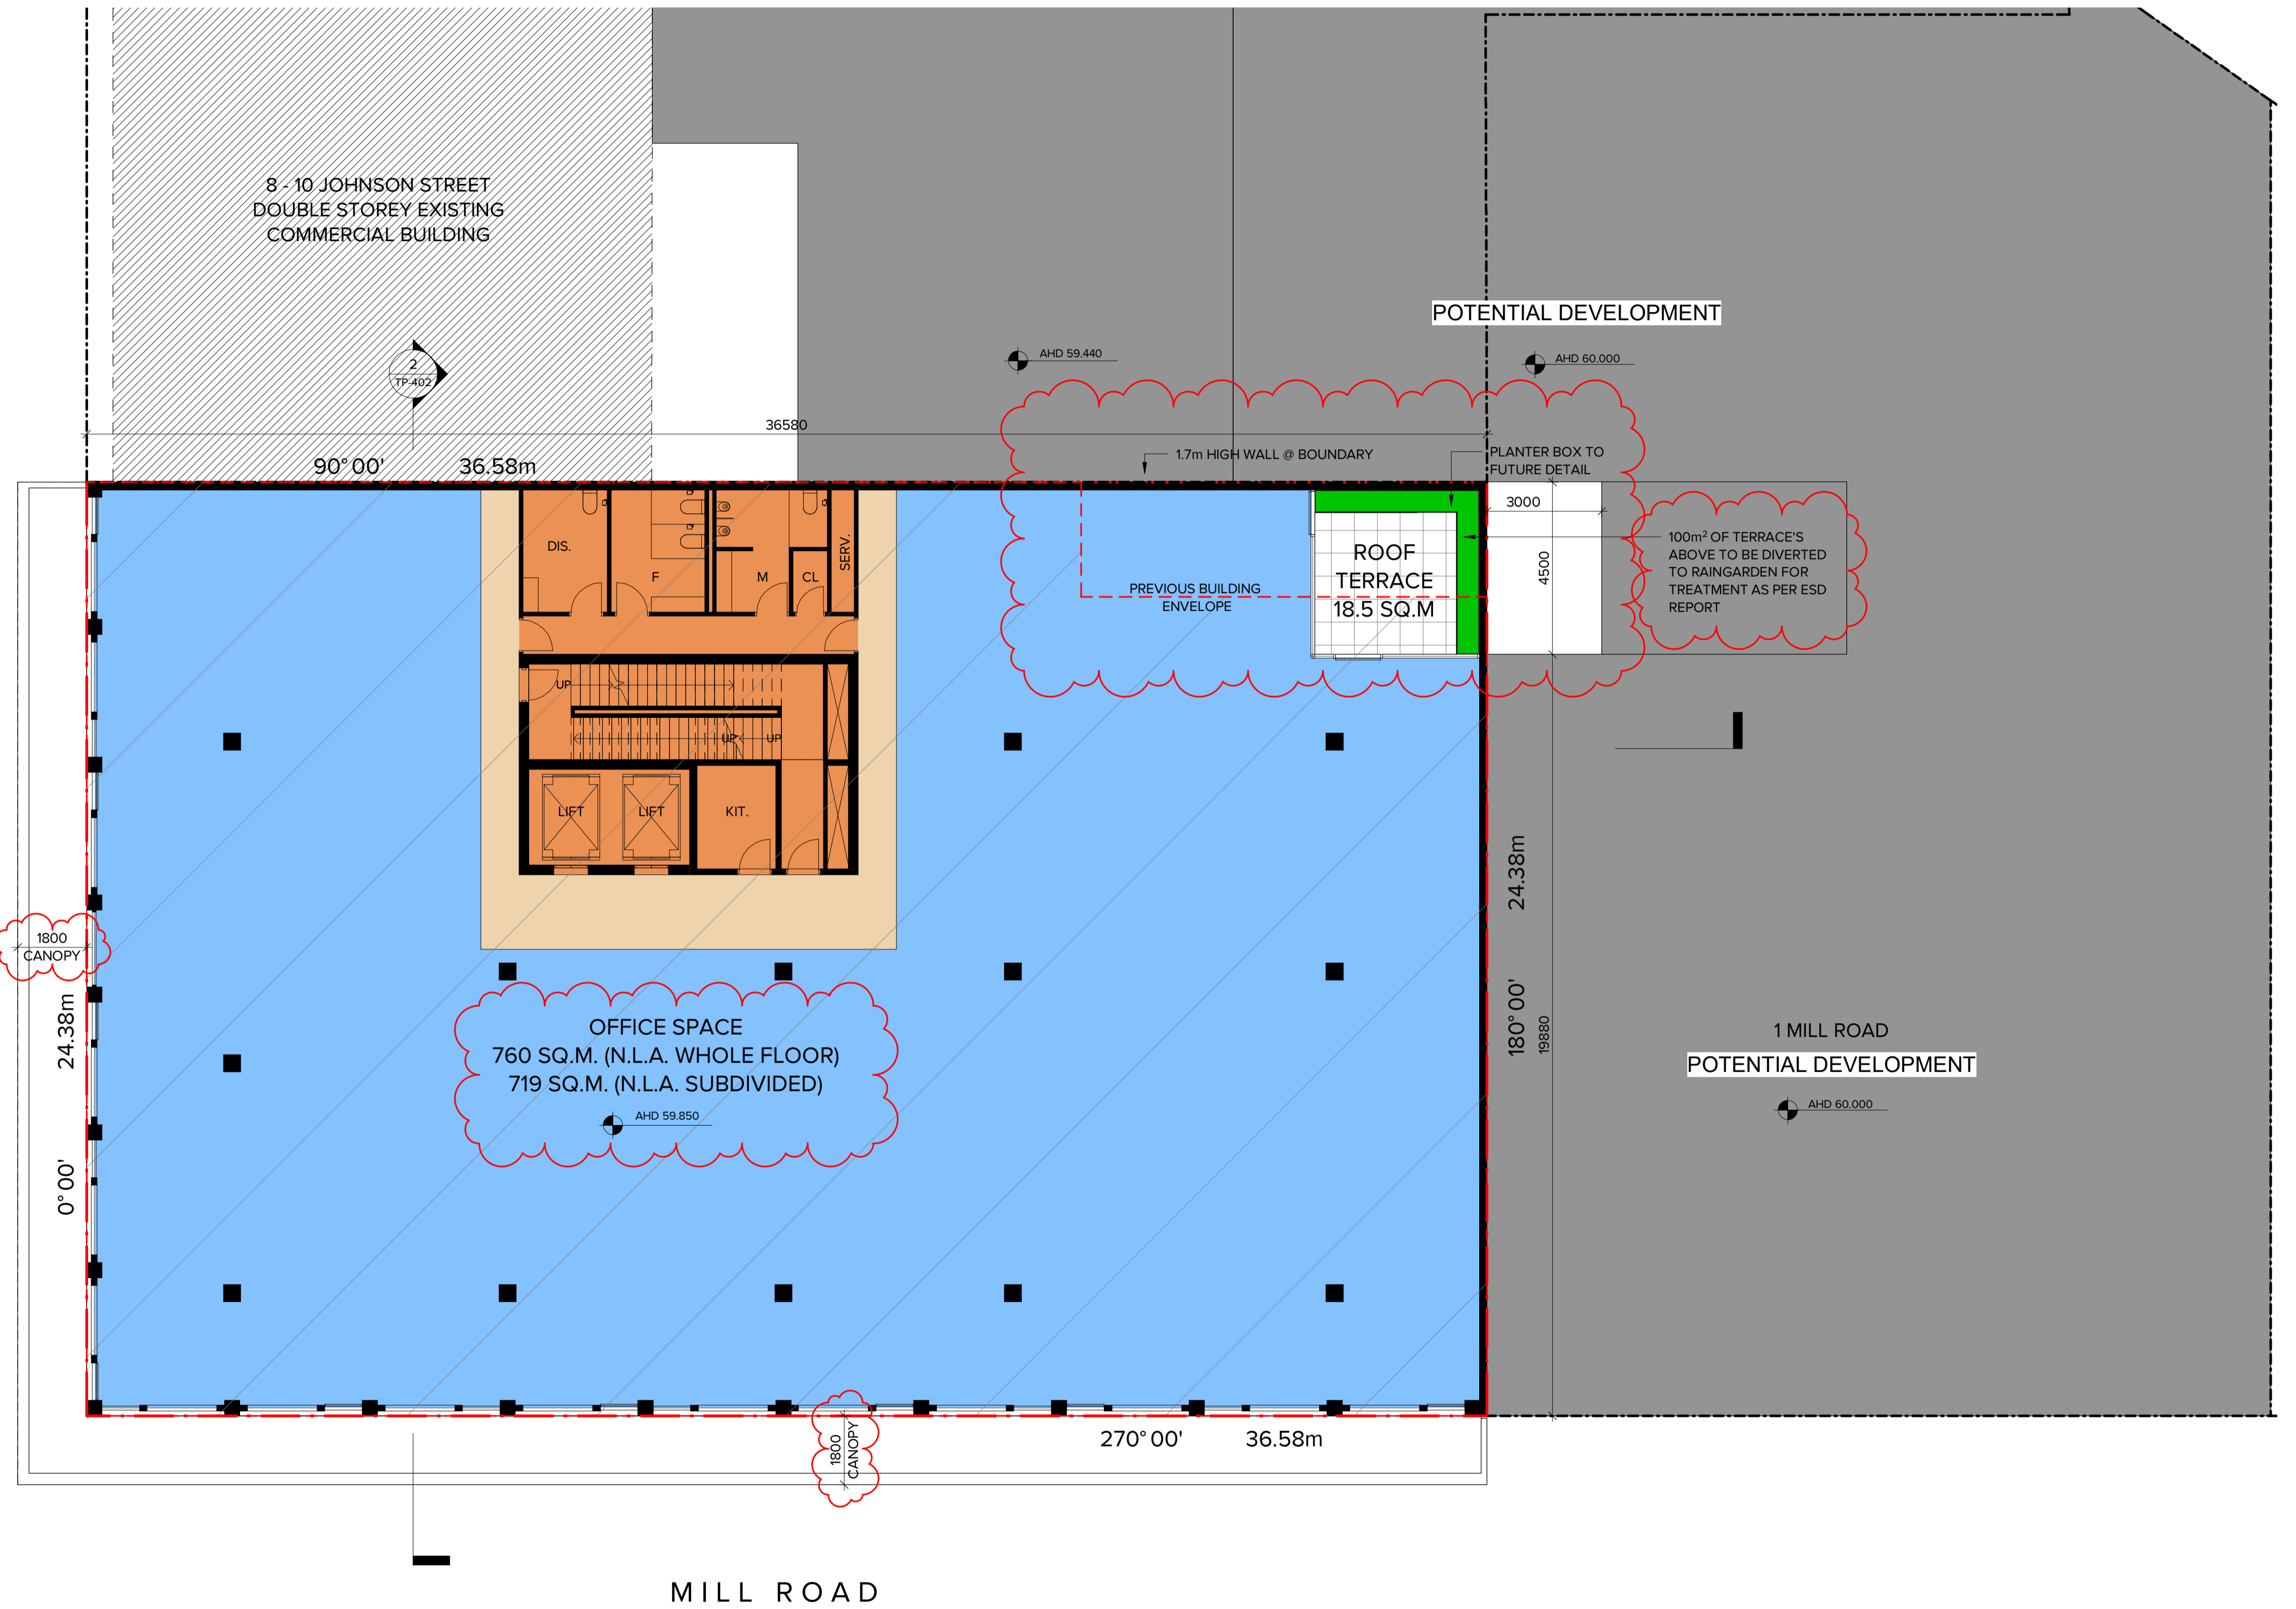 8 - 10 JOHNSON STREET
DOUBLE STOREY EXISTING
COMMERCIAL BUILDING
POTENTIAL DEVELOPMENT
2
TP-402
AHD 59.440
AHD 60.000
36580
90° 00'
36.58m
1.7m HIGH WALL @ BOUNDARY
PLANTER BOX TO
FUTURE DETAIL
3000
4500
DIS.
F
M
CL
SERV.
ROOF
TERRACE
18.5 SQ.M
PREVIOUS BUILDING
ENVELOPE
100m² OF TERRACE'S
ABOVE TO BE DIVERTED
TO RAINGARDEN FOR
TREATMENT AS PER ESD
REPORT
UP
UP
UP
LIFT
LIFT
KIT.
1800
CANOPY
24.38m
0° 00'
OFFICE SPACE
760 SQ.M. (N.L.A. WHOLE FLOOR)
719 SQ.M. (N.L.A. SUBDIVIDED)
AHD 59.850
24.38m
180° 00'
19880
1 MILL ROAD
POTENTIAL DEVELOPMENT
AHD 60.000
1800
CANOPY
270° 00'
36.58m
MILL ROAD